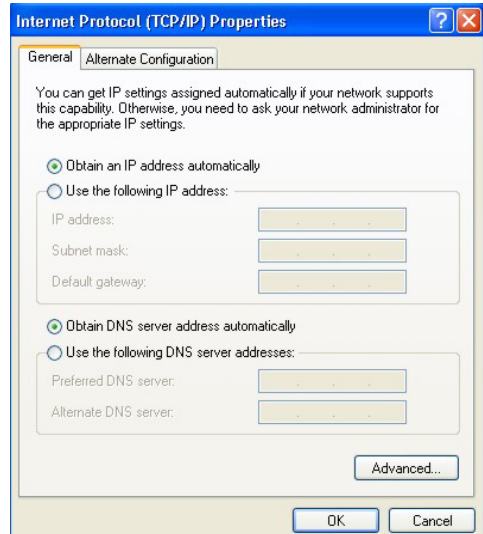 Internet Protocol (TCP/IP) Properties
General
Alternate Configuration
You can get IP settings assigned automatically if your network supports
this capability. Otherwise, you need to ask your network administrator for
the appropriate IP settings.
Obtain an IP address automatically
Use the following IP address:
IP address:
Subnet mask:
Default gateway:
Obtain DNS server address automatically
Use the following DNS server addresses:
Preferred DNS server:
Alternate DNS server:
Advanced...
OK
Cancel